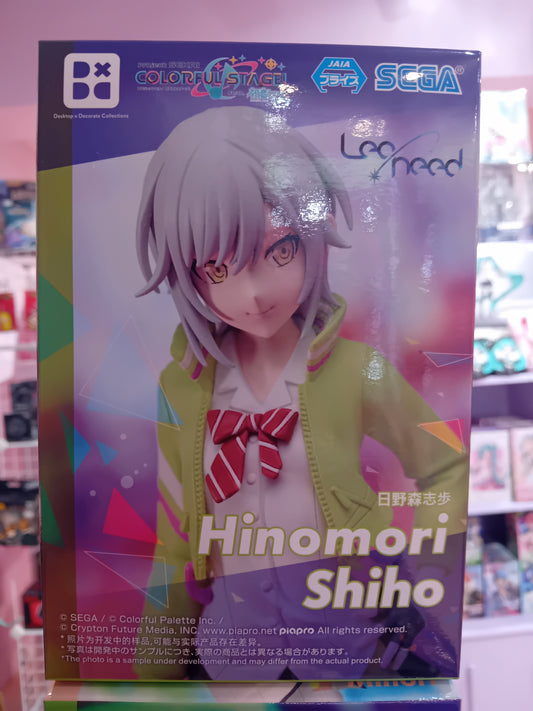 Desktop x Decorate Collections
PROJECT SEKAI
COLORFUL STAGE!
JAIA
プライズ
SEGA®
Leo/need
日野森志歩
Hinomori
Shiho
© SEGA / © Colorful Palette Inc. /
© Crypton Future Media, INC. www.piapro.net piapro All rights reserved.
* 照片为开发中的样品,可能与实际产品存在差异。
* 写真は開発中のサンプルにつき、実際の商品とは異なる場合があります。
*The photo is a sample under development and may differ from the actual product.